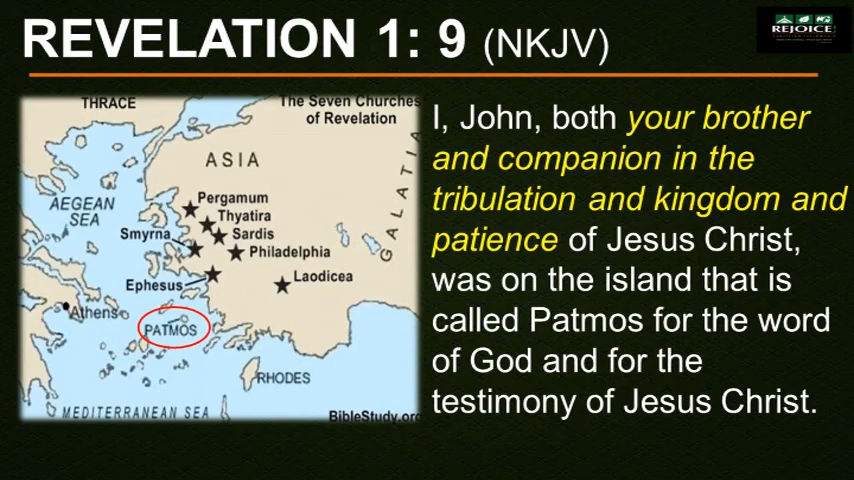 REVELATION 1: 9 (NKJV)
REJOICE
THRACE
The Seven Churches
of Revelation
ASIA
GALATIA
AEGEAN
SEA
Pergamum
Thyatira
Smyrna
Sardis
Philadelphia
Ephesus
Laodicea
Athens
PATMOS
RHODES
MEDITERRANEAN SEA
BibleStudy.org
I, John, both your brother
and companion in the
tribulation and kingdom and
patience of Jesus Christ,
was on the island that is
called Patmos for the word
of God and for the
testimony of Jesus Christ.